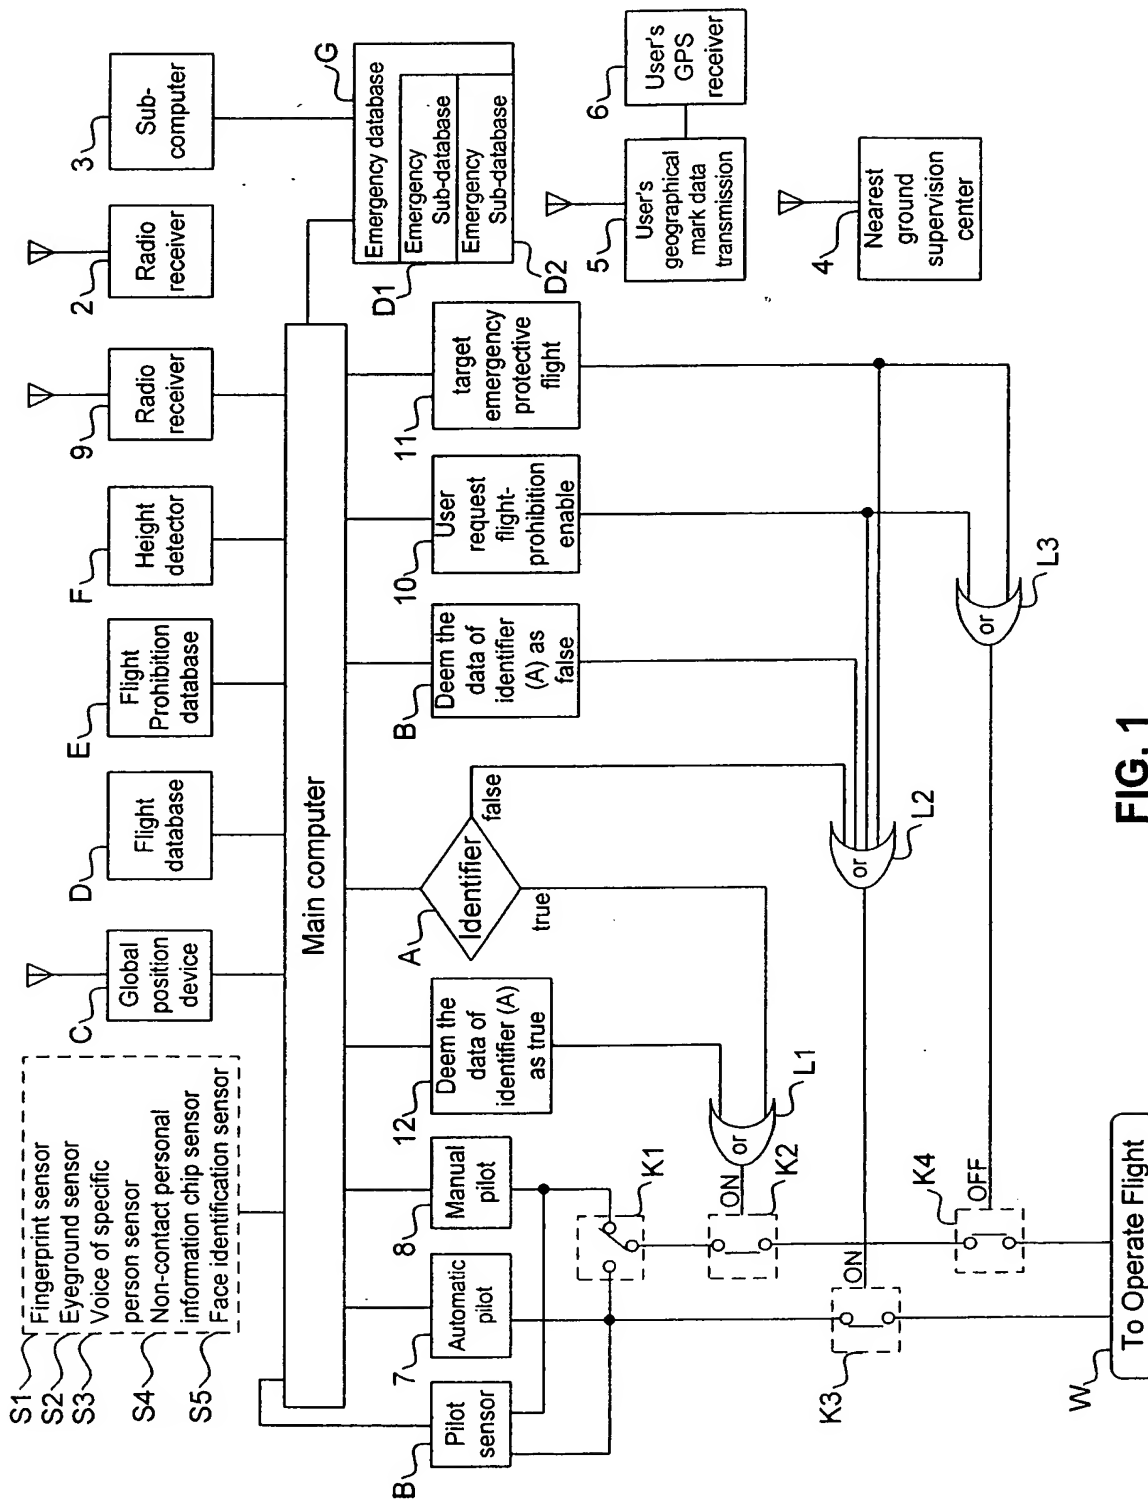 S1
Fingerprint sensor
S2
Eyeground sensor
S3
Voice of specific
person sensor
S4
Non-contact personal
information chip sensor
S5
Face identification sensor
C
Global
position
device
D
Flight
database
E
Flight
Prohibition
database
F
Height
detector
9
Radio
receiver
2
Radio
receiver
3
Sub-
computer
Main computer
G
Emergency database
D1
Emergency
Sub-database
D2
Emergency
Sub-database
B
Pilot
sensor
7
Automatic
pilot
8
Manual
pilot
12
Deem the
data of
identifier (A)
as true
A
Identifier
false
true
B
Deem the
data of
identifier
(A) as
false
10
User
request
flight-
prohibition
enable
11
target
emergency
protective
flight
5
User's
geographical
mark data
transmission
6
User's
GPS
receiver
4
Nearest
ground
supervision
center
K1
or
L1
ON
K2
or
L2
ON
K3
or
L3
OFF
K4
W
To Operate Flight
FIG. 1